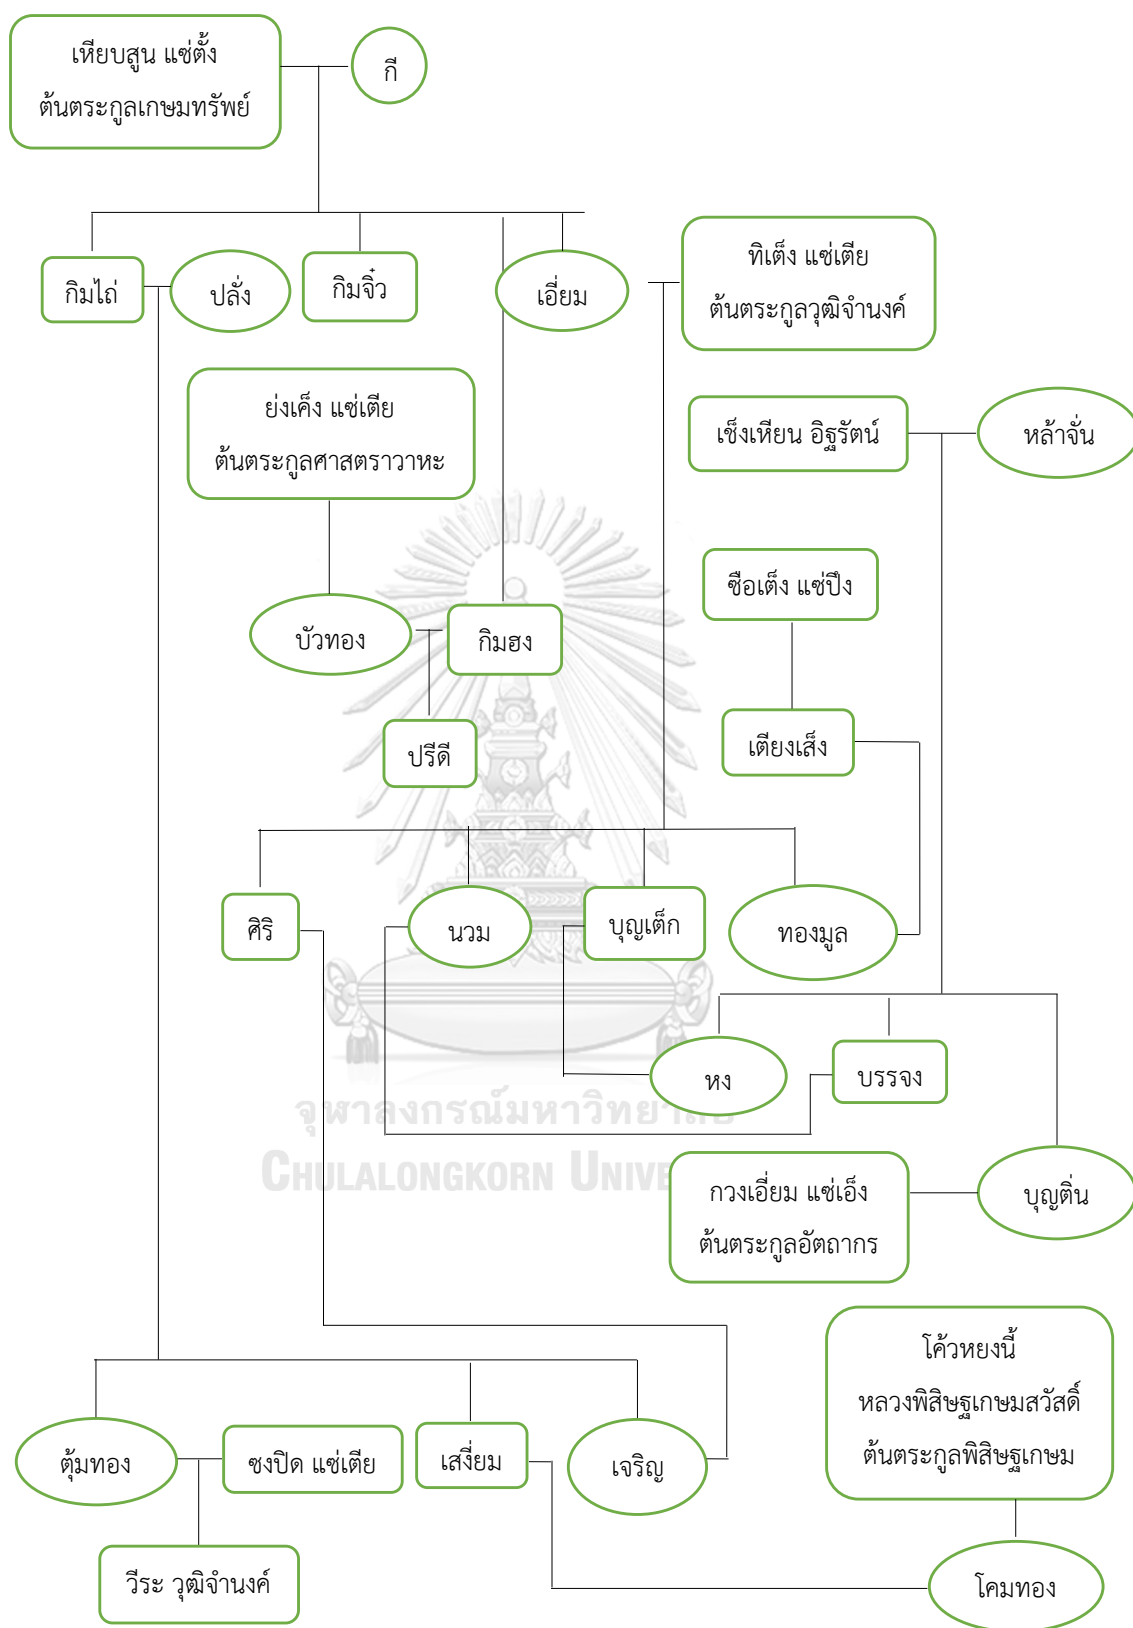 เหียบสูน แซ่ตั้ง
ต้นตระกูลเกษมทรัพย์
กี
กิมไถ่
ปลั่ง
กิมจิ๋ว
เอี่ยม
ทิเต็ง แซ่เตีย
ต้นตระกูลวุฒิจำนงค์
ย่งเค็ง แซ่เตีย
ต้นตระกูลศาสตราวาหะ
เซ็งเหียน อิฐรัตน์
หล้าจั่น
ซือเต็ง แซ่ปึง
บัวทอง
กิมฮง
ปรีดี
เตียงเส็ง
ศิริ
นวม
บุญเต็ก
ทองมูล
หง
บรรจง
จุฬาลงกรณ์มหาวิทยาลัย
CHULALONGKORN UNIVE
กวงเอี่ยม แซ่เอ็ง
ต้นตระกูลอัตถากร
บุญติ่น
โค้วหยงนี้
หลวงพิสิษฐเกษมสวัสดิ์
ต้นตระกูลพิสิษฐเกษม
ตุ้มทอง
ซงปิด แซ่เตีย
เสงี่ยม
เจริญ
วีระ วุฒิจำนงค์
โคมทอง